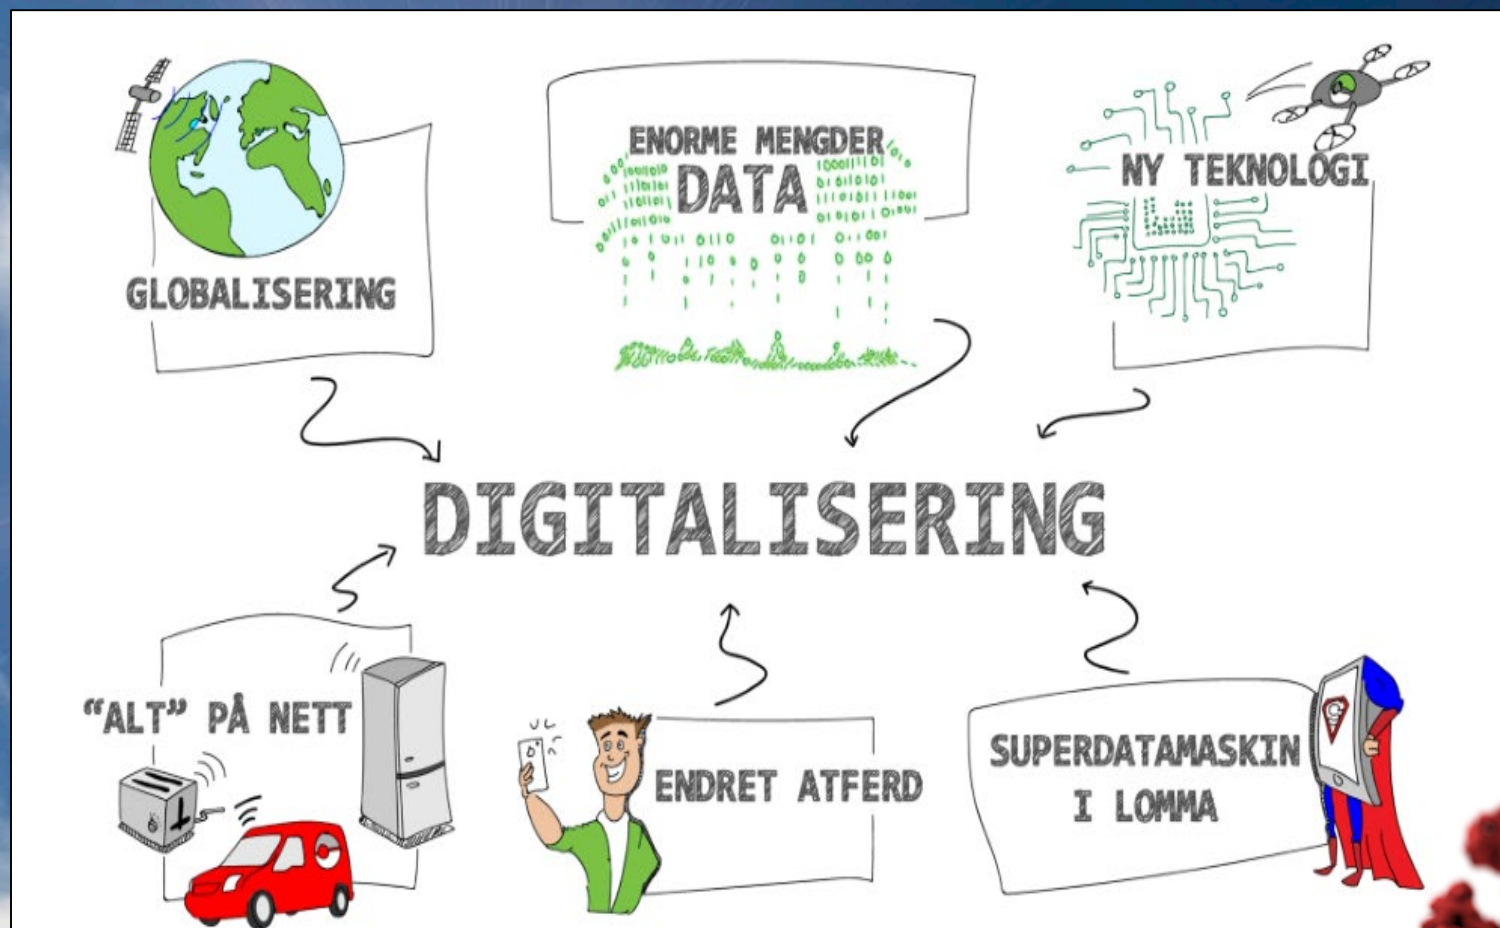 GLOBALISERING
ENORME MENGDER
DATA
NY TEKNOLOGI
DIGITALISERING
“ALT” PÅ NETT
ENDRET ATFERD
SUPERDATAMASKIN
I LOMMA